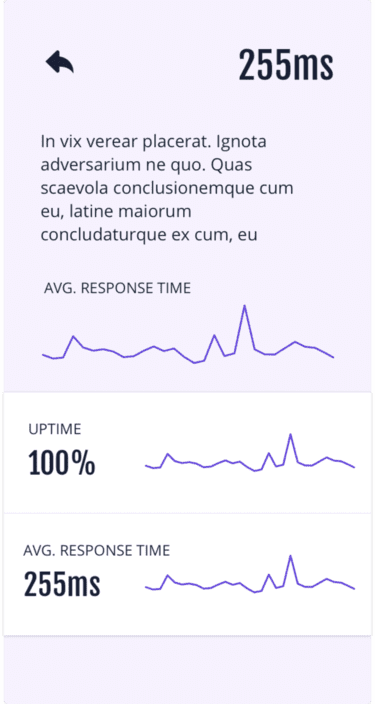 255ms
In vix verear placerat. Ignota
adversarium ne quo. Quas
scaevola conclusionemque cum
eu, latine maiorum
concludaturque ex cum, eu
AVG. RESPONSE TIME
UPTIME
100%
AVG. RESPONSE TIME
255ms